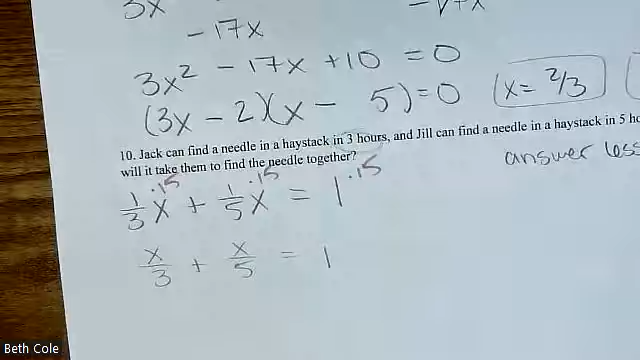 3x
- 17x
3x² - 17x + 10 = 0
(3x - 2)(x - 5) = 0 (x = 2/3
10. Jack can find a needle in a haystack in 3 hours, and Jill can find a needle in a haystack in 5 ho
will it take them to find the needle together?
answer less
1/3 x ·15 + 1/5 x ·15 = 1 ·15
x/3 + x/5 = 1
Beth Cole